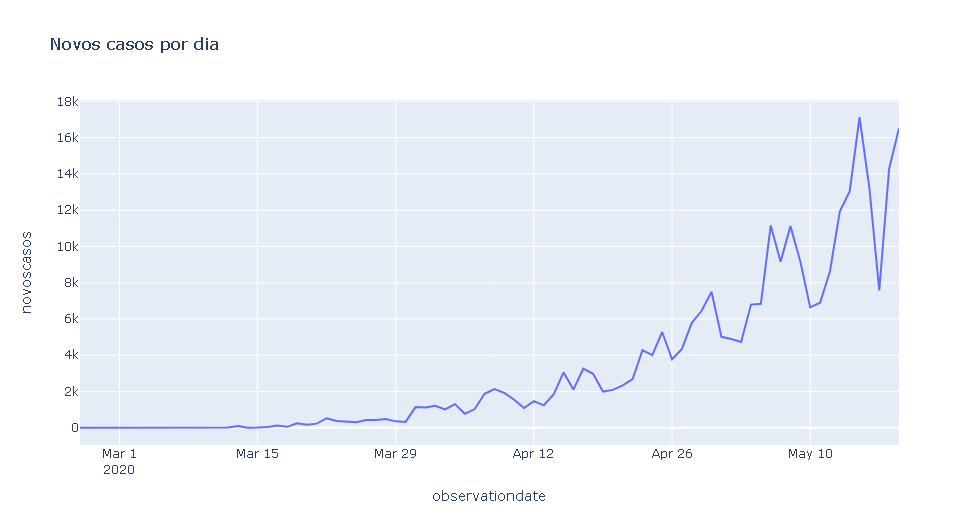 Novos casos por dia
18k
16k
14k
12k
10k
8k
6k
4k
2k
0
novoscasos
Mar 1
2020
Mar 15
Mar 29
Apr 12
Apr 26
May 10
observationdate